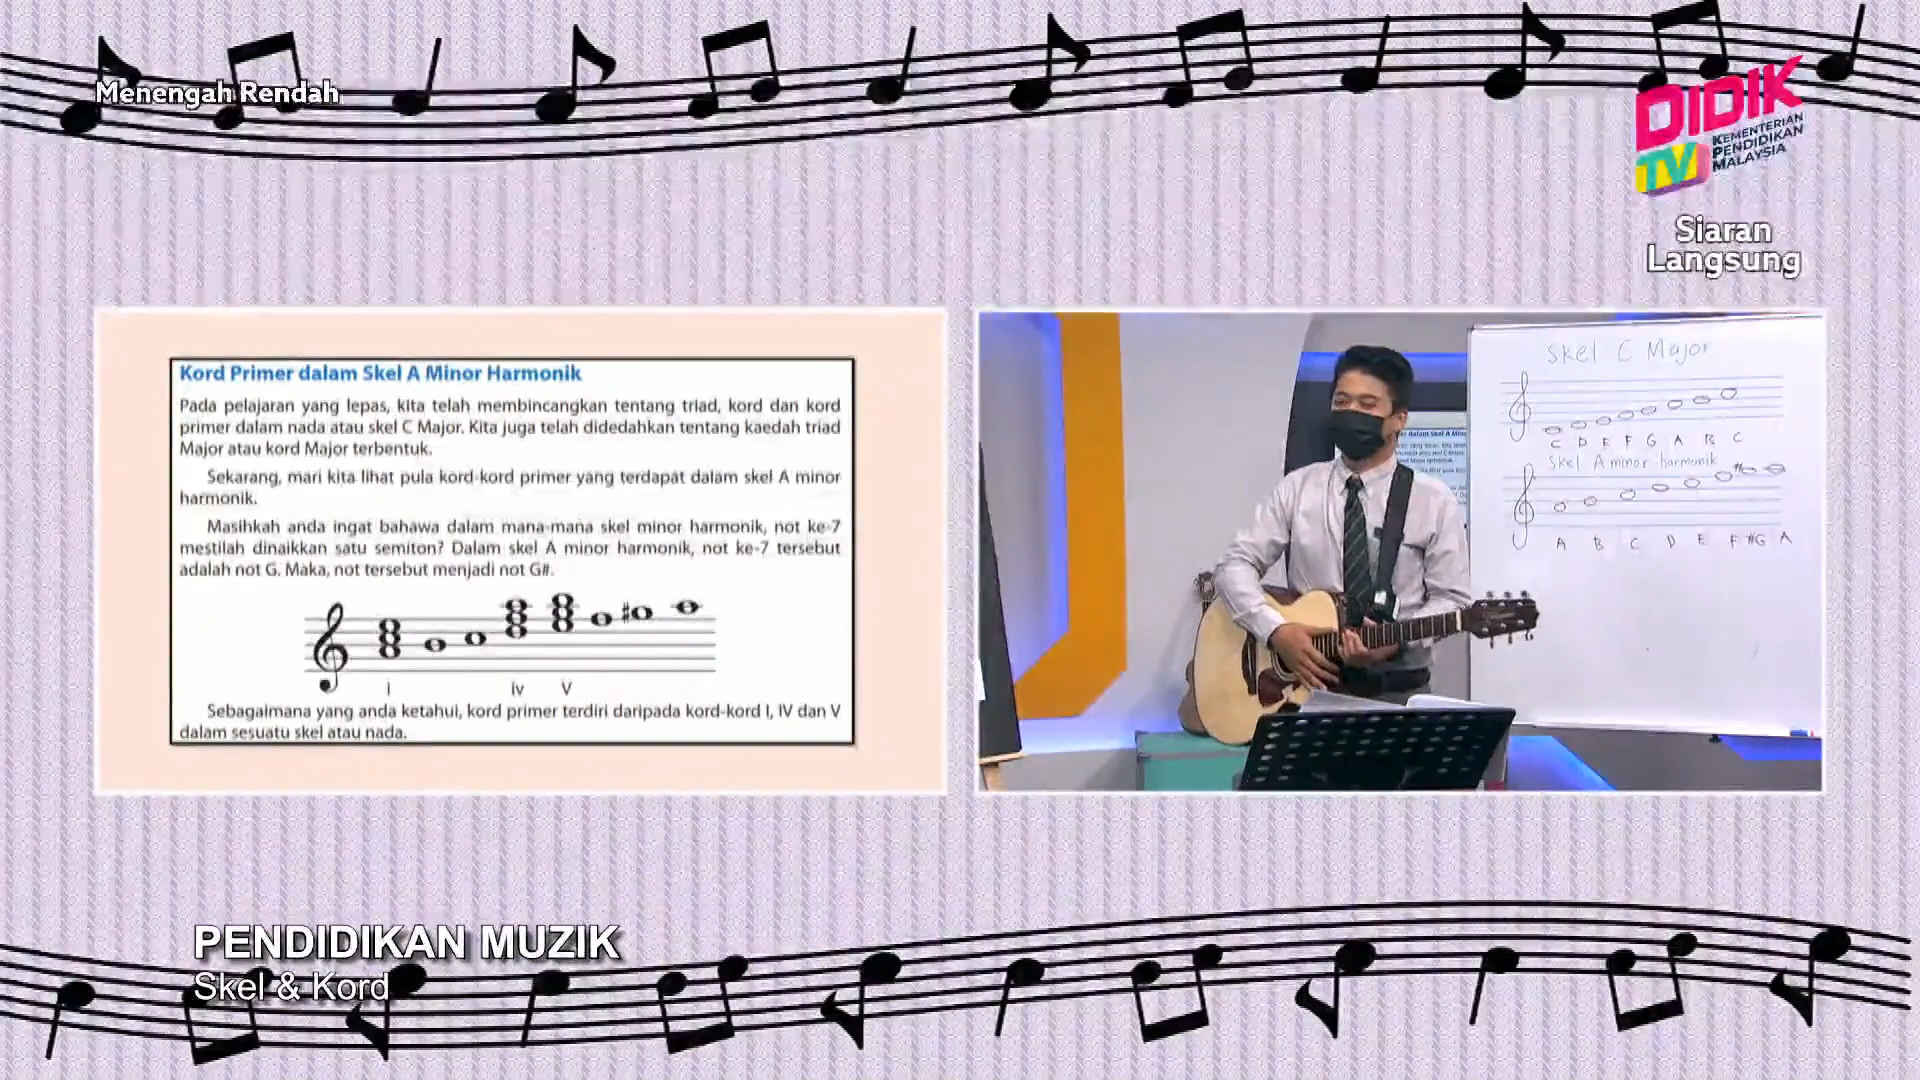 Menengah Rendah
DIDIK
TV
KEMENTERIAN
PENDIDIKAN
MALAYSIA
Siaran
Langsung
Kord Primer dalam Skel A Minor Harmonik
Pada pelajaran yang lepas, kita telah membincangkan tentang triad, kord dan kord
primer dalam nada atau skel C Major. Kita juga telah didedahkan tentang kaedah triad
Major atau kord Major terbentuk.
Sekarang, mari kita lihat pula kord-kord primer yang terdapat dalam skel A minor
harmonik.
Masihkah anda ingat bahawa dalam mana-mana skel minor harmonik, not ke-7
mestilah dinaikkan satu semiton? Dalam skel A minor harmonik, not ke-7 tersebut
adalah not G. Maka, not tersebut menjadi not G#.
i iv V
Sebagaimana yang anda ketahui, kord primer terdiri daripada kord-kord I, IV dan V
dalam sesuatu skel atau nada.
Skel C Major
C D E F G A B C
Skel A minor harmonik
A B C D E F #G A
PENDIDIKAN MUZIK
Skel & Kord